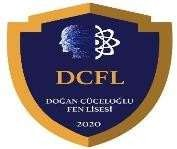 DCFL
DOĞAN CÜCELOĞLU
FEN LİSESİ
2020